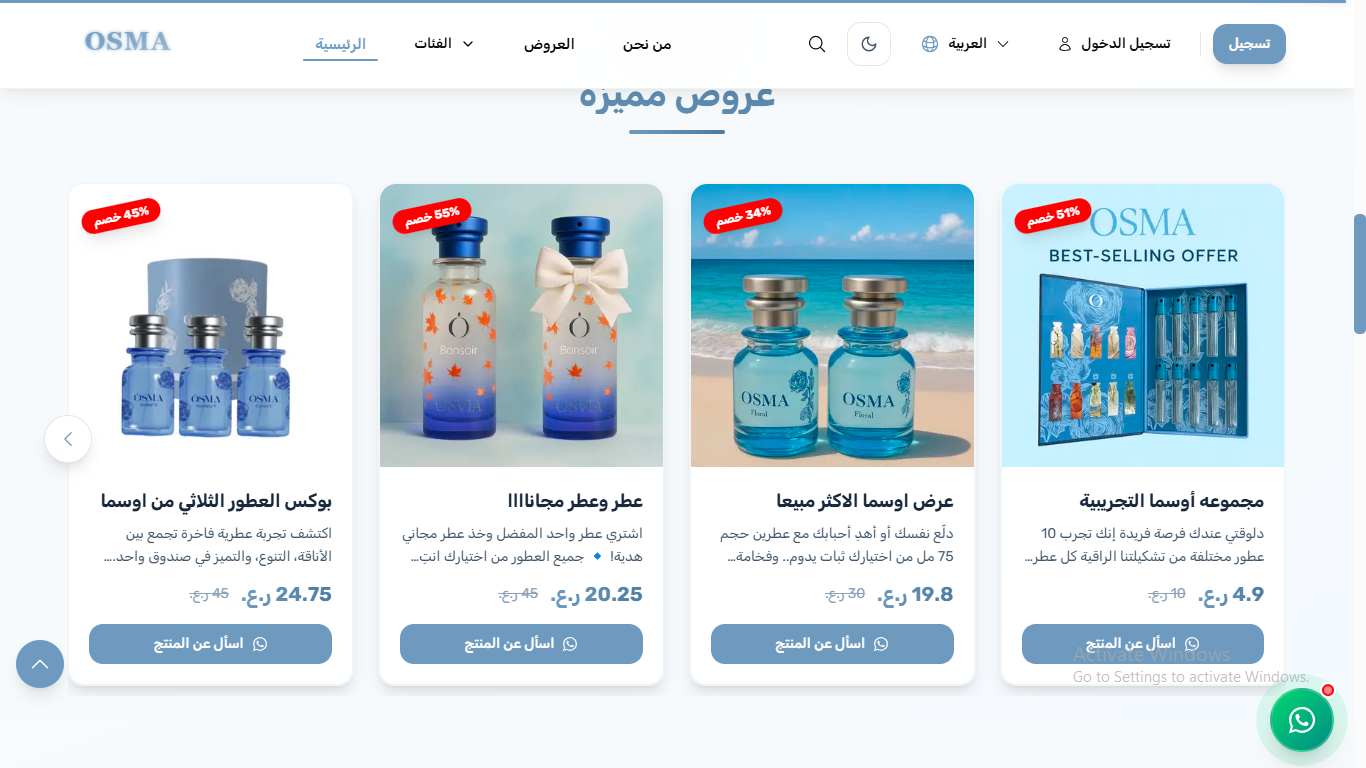 OSMA
الرئيسية
الفئات
العروض
من نحن
العربية
تسجيل الدخول
تسجيل
عروض مميزة
51% خصم
OSMA
BEST-SELLING OFFER
مجموعه أوسما التجريبية
دلوقتي عندك فرصة فريدة إنك تجرب 10
عطور مختلفة من تشكيلتنا الراقية كل عطر...
4.9 ر.ع. 10 ر.ع.
اسأل عن المنتج
34% خصم
OSMA
Floral
OSMA
Floral
عرض اوسما الاكثر مبيعا
دلّع نفسك أو أهدِ أحبابك مع عطرين حجم
75 مل من اختيارك ثبات يدوم.. وفخامة...
19.8 ر.ع. 30 ر.ع.
اسأل عن المنتج
55% خصم
Bonsoir
OSMA
Bonsoir
OSMA
عطر وعطر مجاناااا
اشتري عطر واحد المفضل وخذ عطر مجاني
هدية! 🔹 جميع العطور من اختيارك انتِ...
20.25 ر.ع. 45 ر.ع.
اسأل عن المنتج
45% خصم
OSMA
OSMA
OSMA
بوكس العطور الثلاثي من اوسما
اكتشف تجربة عطرية فاخرة تجمع بين
الأناقة، التنوع، والتميز في صندوق واحد....
24.75 ر.ع. 45 ر.ع.
اسأل عن المنتج
Activate Windows
Go to Settings to activate Windows.